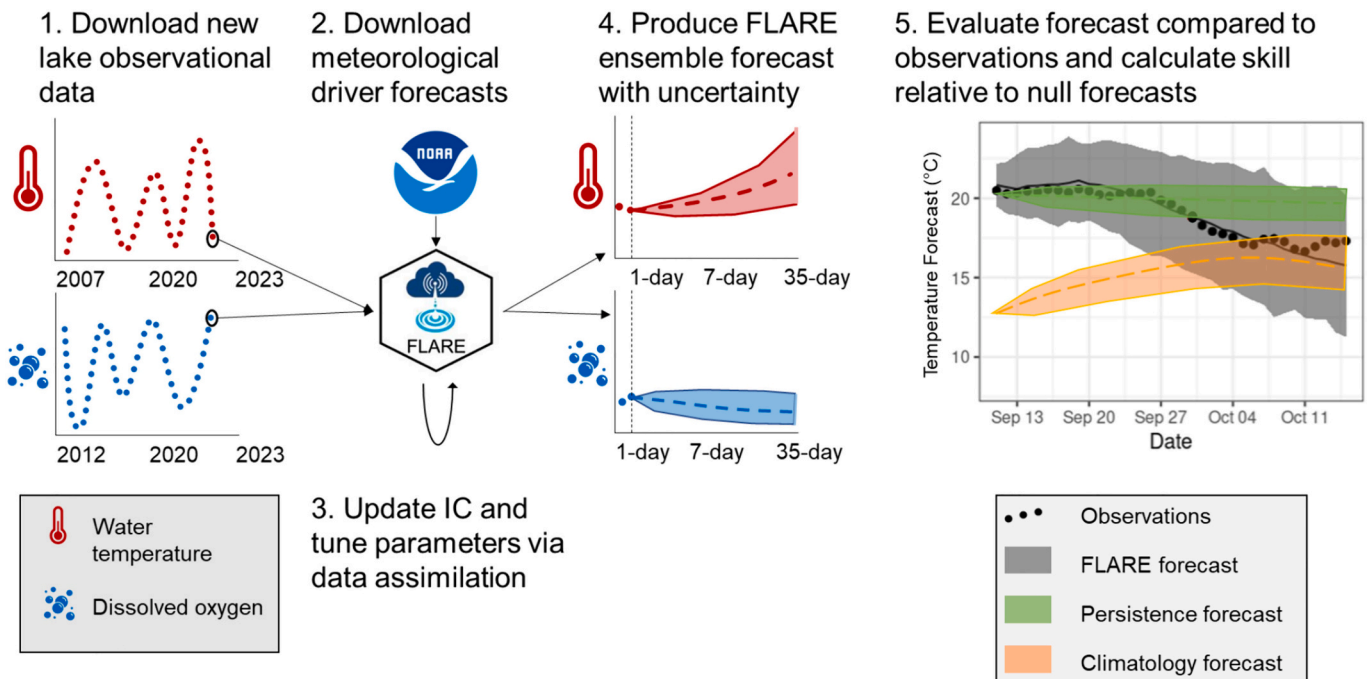 1. Download new
lake observational
data
2. Download
meteorological
driver forecasts
4. Produce FLARE
ensemble forecast
with uncertainty
5. Evaluate forecast compared to
observations and calculate skill
relative to null forecasts
2007 2020 2023
2012 2020 2023
NOAA
FLARE
3. Update IC and
tune parameters via
data assimilation
1-day 7-day 35-day
1-day 7-day 35-day
Temperature Forecast (°C)
20
15
10
Sep 13 Sep 20 Sep 27 Oct 04 Oct 11
Date
Water
temperature
Dissolved oxygen
Observations
FLARE forecast
Persistence forecast
Climatology forecast